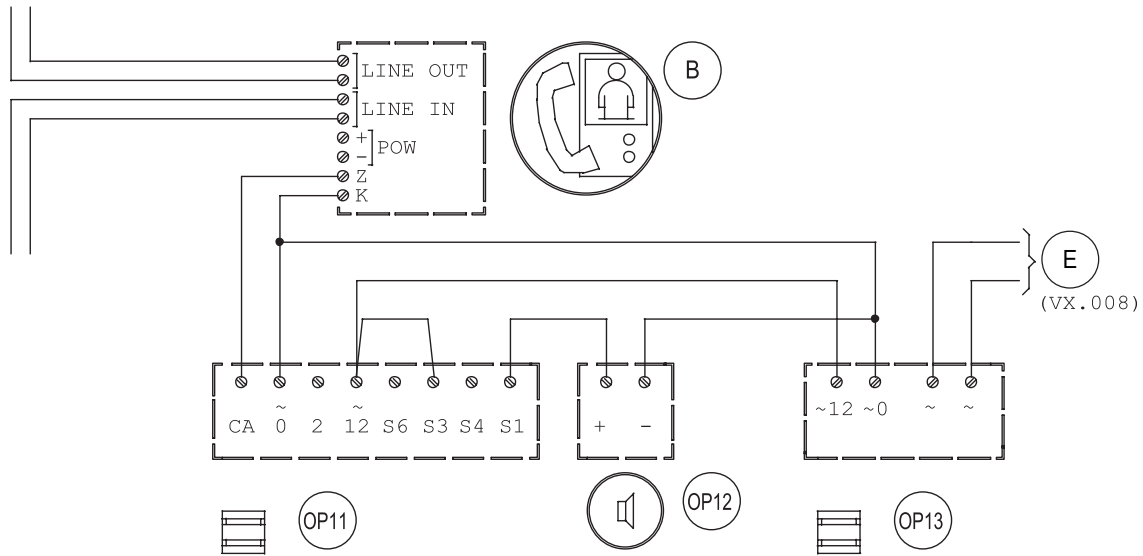 LINE OUT
B
LINE IN
+
POW
-
Z
K
E
(VX.008)
~ ~
CA 0 2 12 S6 S3 S4 S1
+ -
~12 ~0 ~ ~
OP11
OP12
OP13